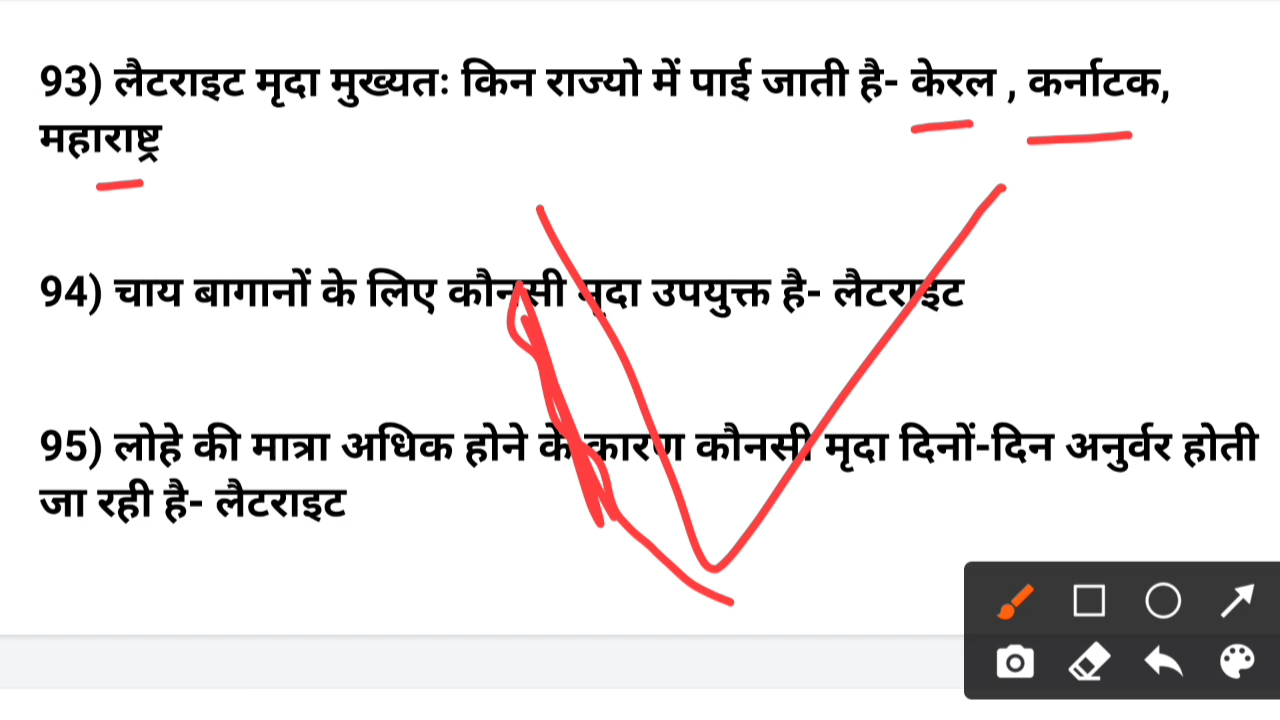 93) लैटराइट मृदा मुख्यतः किन राज्यो में पाई जाती है- केरल , कर्नाटक,
महाराष्ट्र
94) चाय बागानों के लिए कौनसी मृदा उपयुक्त है- लैटराइट
95) लोहे की मात्रा अधिक होने के कारण कौनसी मृदा दिनों-दिन अनुर्वर होती
जा रही है- लैटराइट